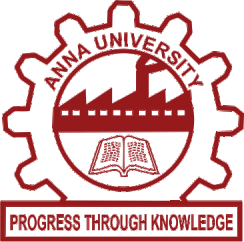 ANNA UNIVERSITY
PROGRESS THROUGH KNOWLEDGE